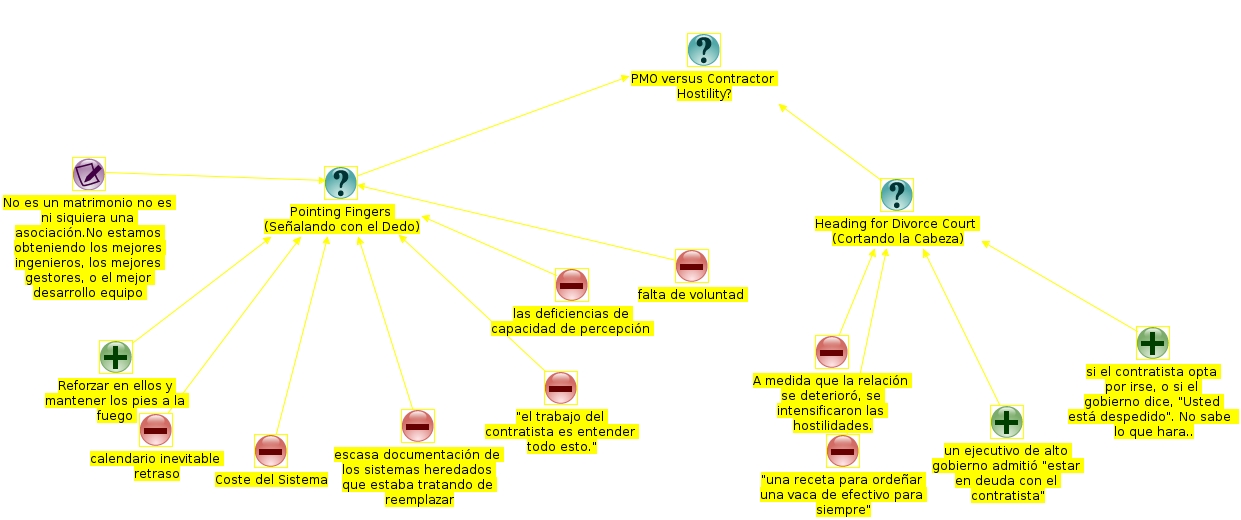 PMO versus Contractor
Hostility?
No es un matrimonio no es
ni siquiera una
asociación.No estamos
obteniendo los mejores
ingenieros, los mejores
gestores, o el mejor
desarrollo equipo
Pointing Fingers
(Señalando con el Dedo)
Heading for Divorce Court
(Cortando la Cabeza)
falta de voluntad
las deficiencias de
capacidad de percepción
Reforzar en ellos y
mantener los pies a la
fuego
calendario inevitable
retraso
Coste del Sistema
escasa documentación de
los sistemas heredados
que estaba tratando de
reemplazar
"el trabajo del
contratista es entender
todo esto."
A medida que la relación
se deterioró, se
intensificaron las
hostilidades.
"una receta para ordeñar
una vaca de efectivo para
siempre"
un ejecutivo de alto
gobierno admitió "estar
en deuda con el
contratista"
si el contratista opta
por irse, o si el
gobierno dice, "Usted
está despedido". No sabe
lo que hara..